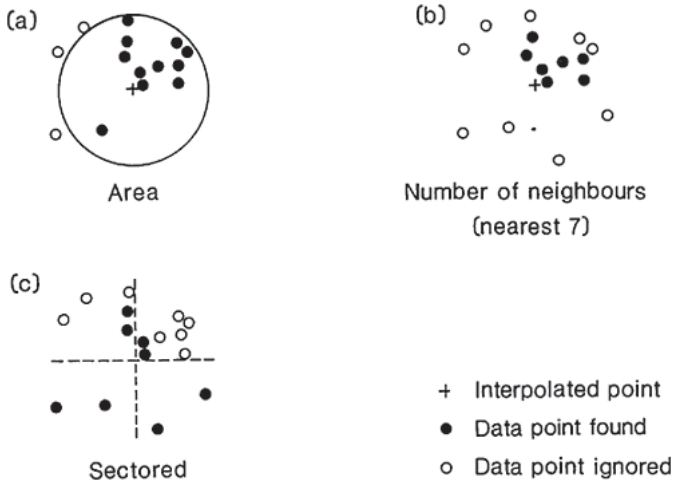 (a)
Area
(b)
Number of neighbours
(nearest 7)
(c)
Sectored
+ Interpolated point
● Data point found
○ Data point ignored